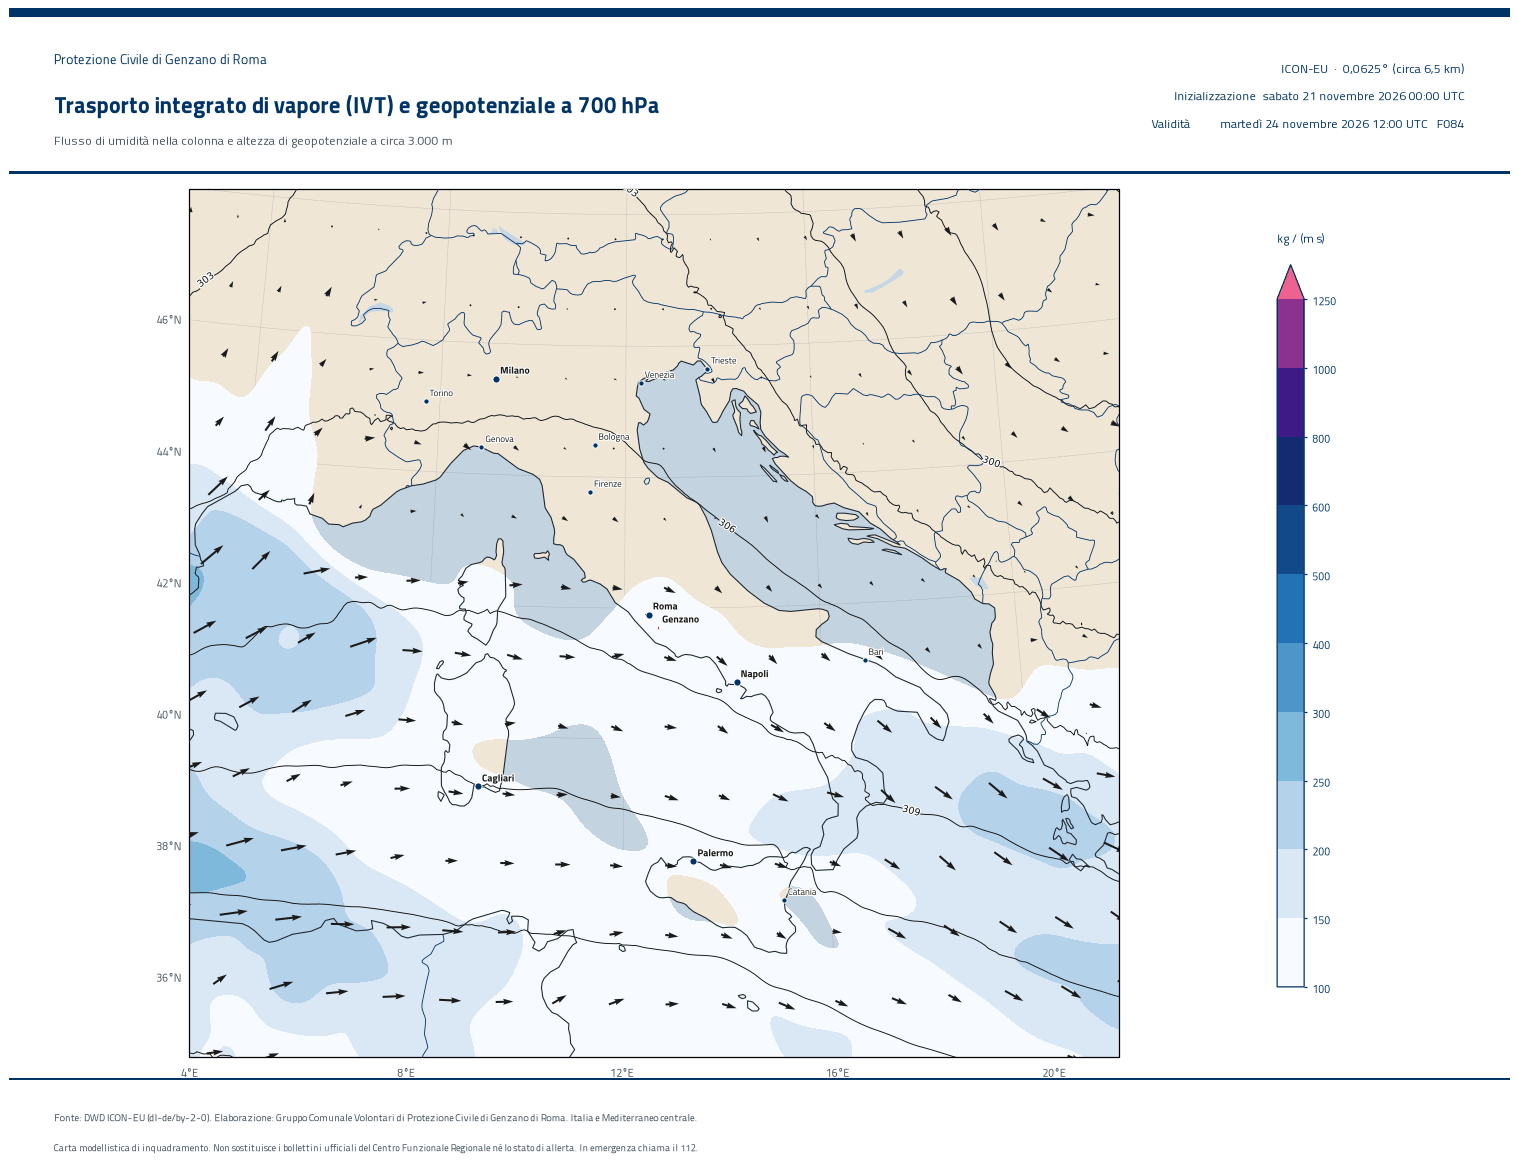 Protezione Civile di Genzano di Roma
Trasporto integrato di vapore (IVT) e geopotenziale a 700 hPa
Flusso di umidità nella colonna e altezza di geopotenziale a circa 3.000 m
ICON-EU · 0,0625° (circa 6,5 km)
Inizializzazione sabato 21 novembre 2026 00:00 UTC
Validità martedì 24 novembre 2026 12:00 UTC F084
kg / (m s)
1250
1000
800
600
500
400
300
250
200
150
100
46°N
44°N
42°N
40°N
38°N
36°N
4°E
8°E
12°E
16°E
20°E
303
303
300
306
309
Milano
Torino
Venezia
Trieste
Genova
Bologna
Firenze
Roma
Genzano
Napoli
Bari
Cagliari
Palermo
Catania
Fonte: DWD ICON-EU (dl-de/by-2-0). Elaborazione: Gruppo Comunale Volontari di Protezione Civile di Genzano di Roma. Italia e Mediterraneo centrale.
Carta modellistica di inquadramento. Non sostituisce i bollettini ufficiali del Centro Funzionale Regionale né lo stato di allerta. In emergenza chiama il 112.